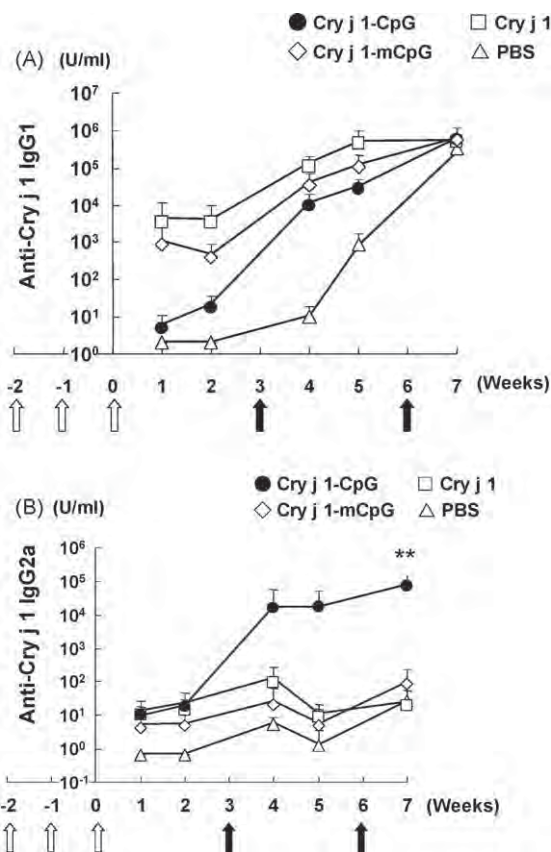 ● Cry j 1-CpG □ Cry j 1
◇ Cry j 1-mCpG △ PBS
(A) (U/ml)
Anti-Cry j 1 IgG1
10⁷
10⁶
10⁵
10⁴
10³
10²
10¹
10⁰
-2 -1 0 1 2 3 4 5 6 7 (Weeks)
● Cry j 1-CpG □ Cry j 1
◇ Cry j 1-mCpG △ PBS
(B) (U/ml)
Anti-Cry j 1 IgG2a
10⁶
10⁵
10⁴
10³
10²
10¹
10⁰
10⁻¹
**
-2 -1 0 1 2 3 4 5 6 7 (Weeks)